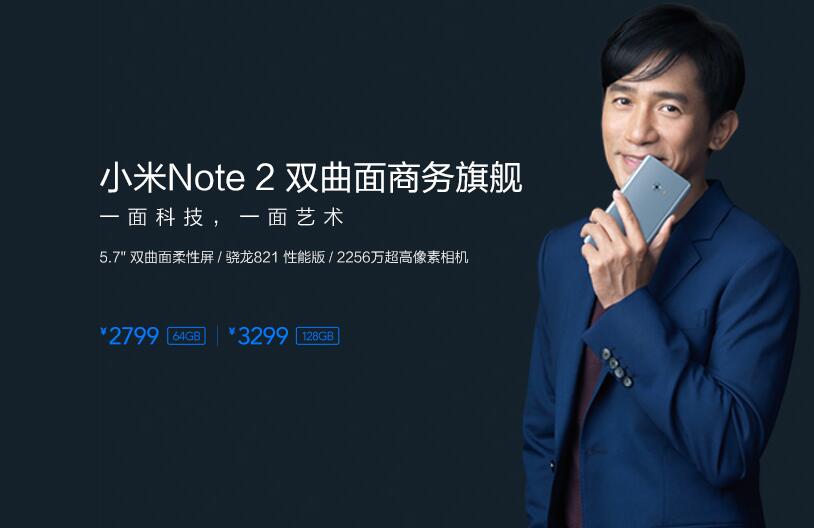 小米Note 2 双曲面商务旗舰
一面科技，一面艺术
5.7" 双曲面柔性屏 / 骁龙821 性能版 / 2256万超高像素相机
¥2799 64GB | ¥3299 128GB